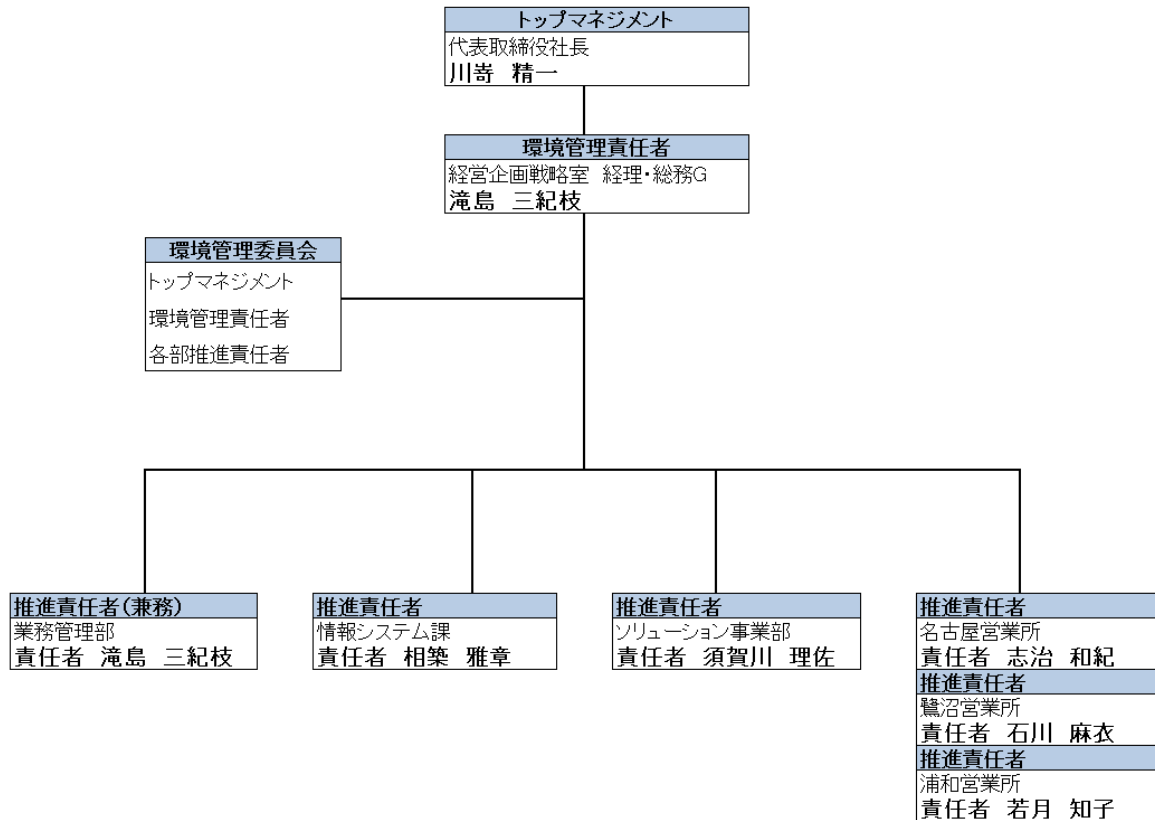 トップマネジメント
代表取締役社長
川嵜 精一
環境管理責任者
経営企画戦略室 経理・総務G
滝島 三紀枝
環境管理委員会
トップマネジメント
環境管理責任者
各部推進責任者
推進責任者(兼務)
業務管理部
責任者 滝島 三紀枝
推進責任者
情報システム課
責任者 相築 雅章
推進責任者
ソリューション事業部
責任者 須賀川 理佐
推進責任者
名古屋営業所
責任者 志治 和紀
推進責任者
鷺沼営業所
責任者 石川 麻衣
推進責任者
浦和営業所
責任者 若月 知子